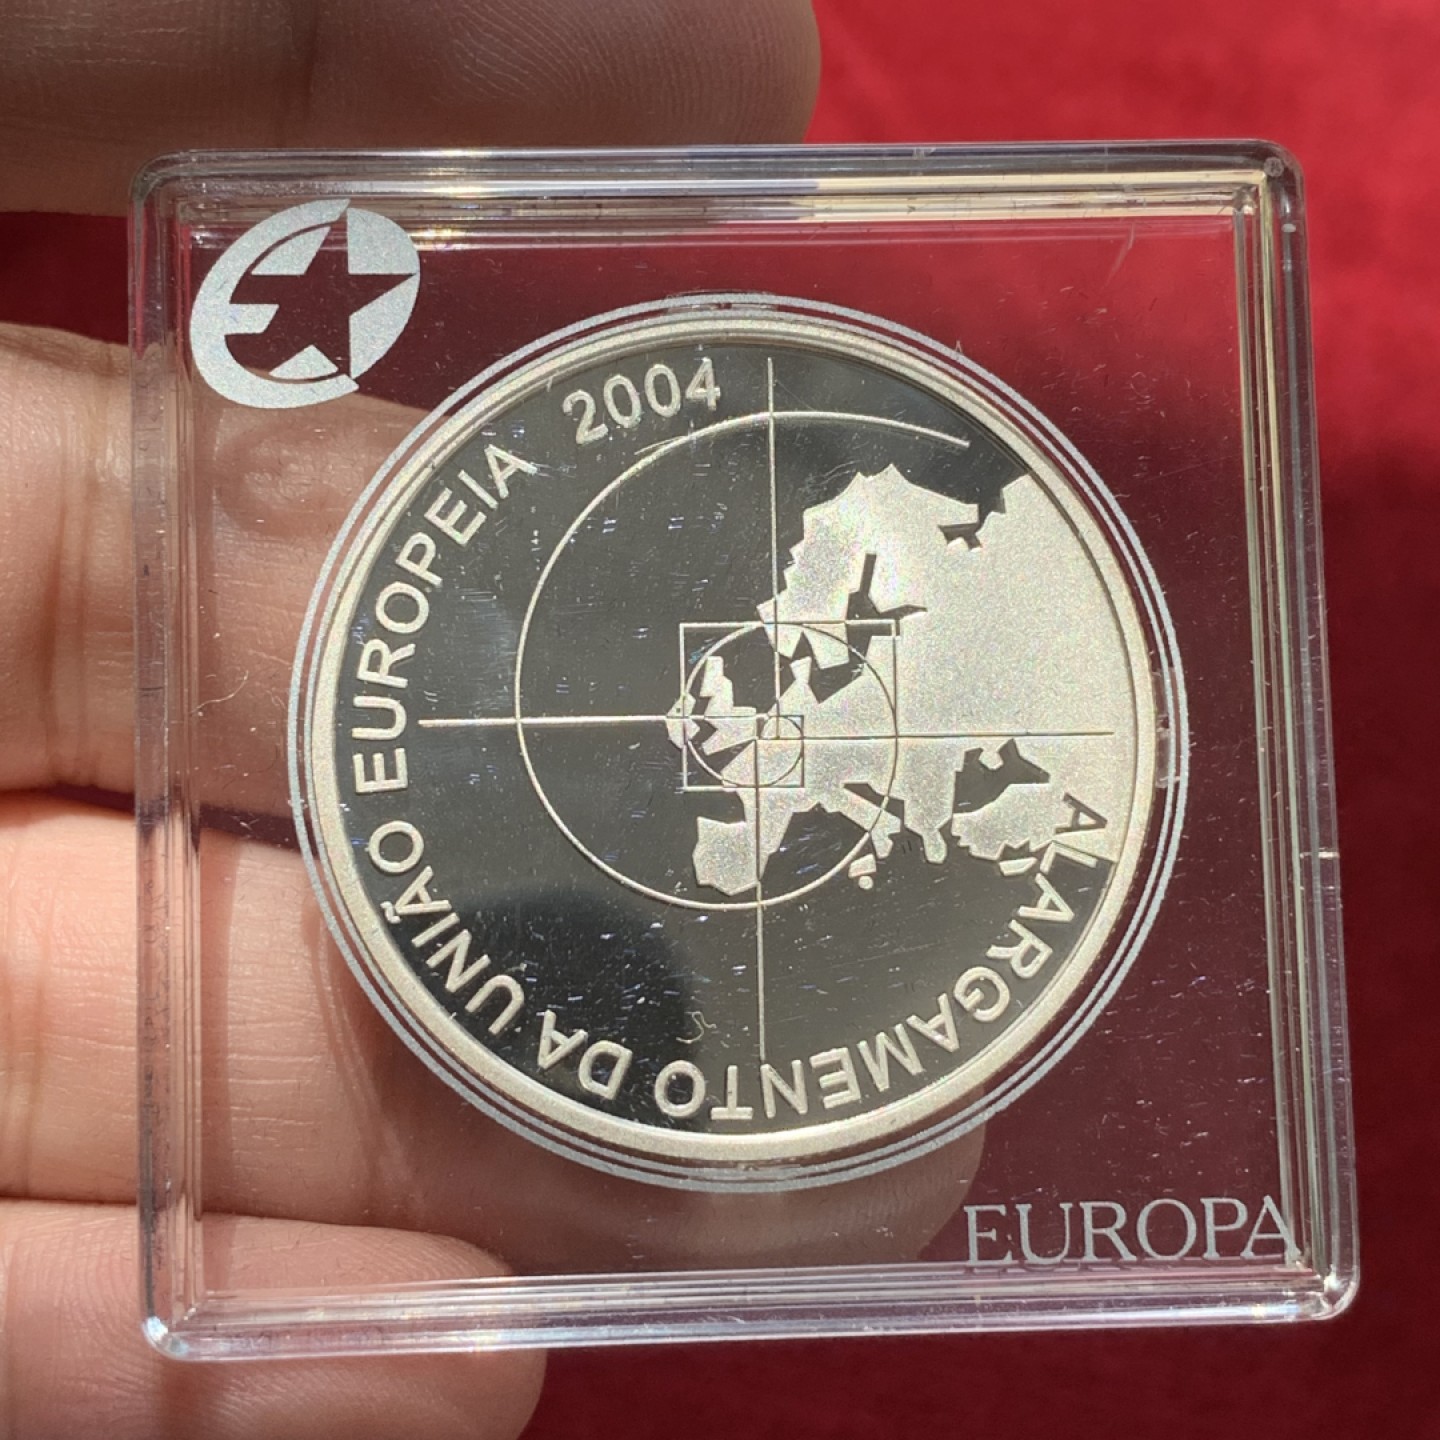 ALARGAMENTO DA UNIÃO EUROPEIA 2004
EUROPA